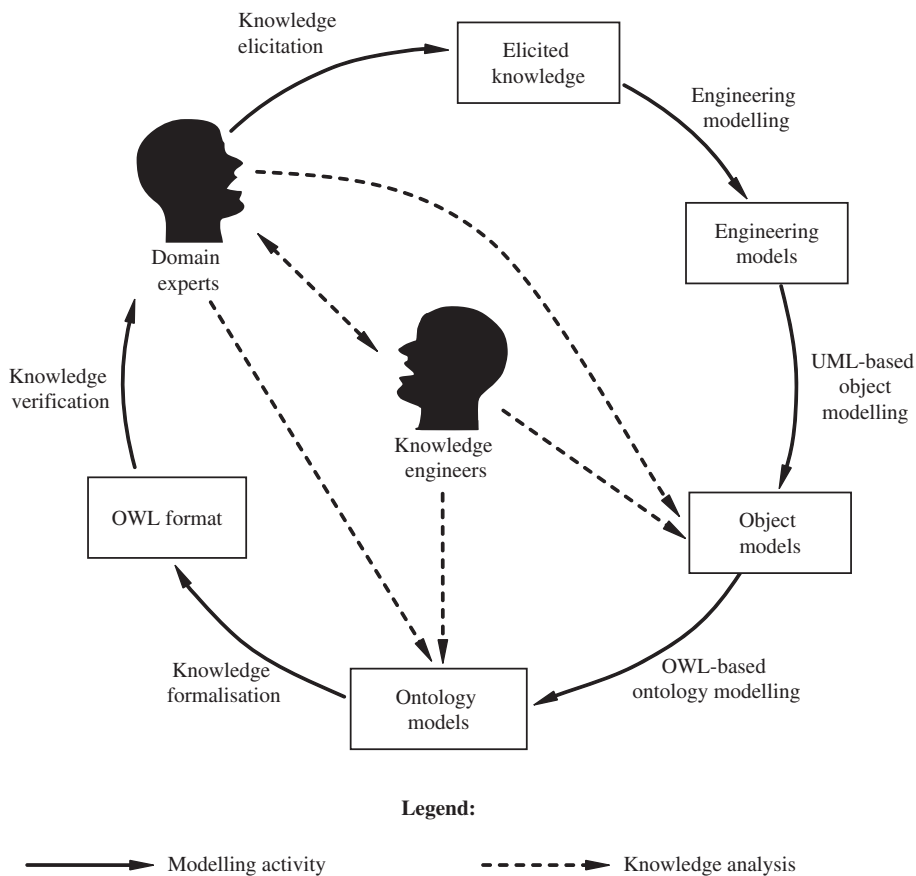 Knowledge
elicitation
Elicited
knowledge
Engineering
modelling
Engineering
models
Domain
experts
UML-based
object
modelling
Knowledge
verification
Knowledge
engineers
OWL format
Object
models
Knowledge
formalisation
OWL-based
ontology modelling
Ontology
models
Legend:
Modelling activity
Knowledge analysis